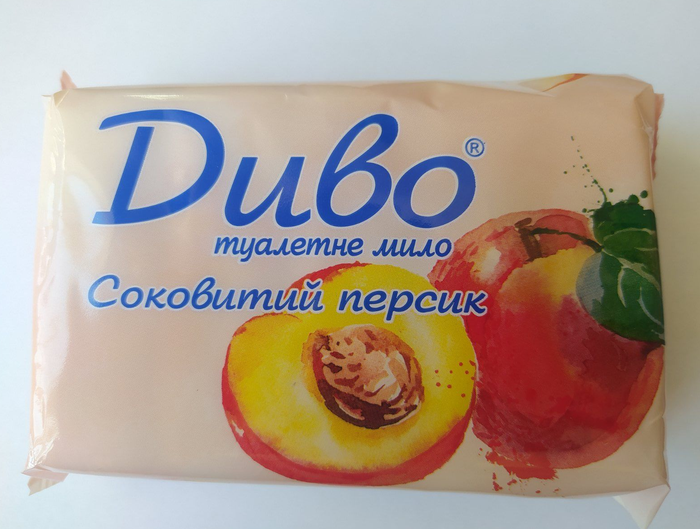 Диво®
туалетне мило
Соковитий персик